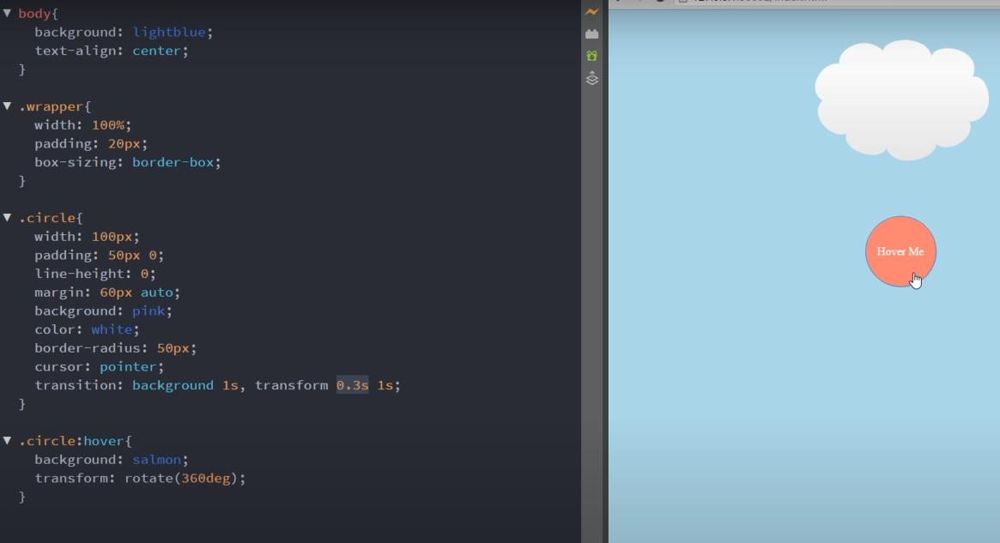 body{
background: lightblue;
text-align: center;
}
.wrapper{
width: 100%;
padding: 20px;
box-sizing: border-box;
}
.circle{
width: 100px;
padding: 50px 0;
line-height: 0;
margin: 60px auto;
background: pink;
color: white;
border-radius: 50px;
cursor: pointer;
transition: background 1s, transform 0.3s 1s;
}
.circle:hover{
background: salmon;
transform: rotate(360deg);
}
Hover Me